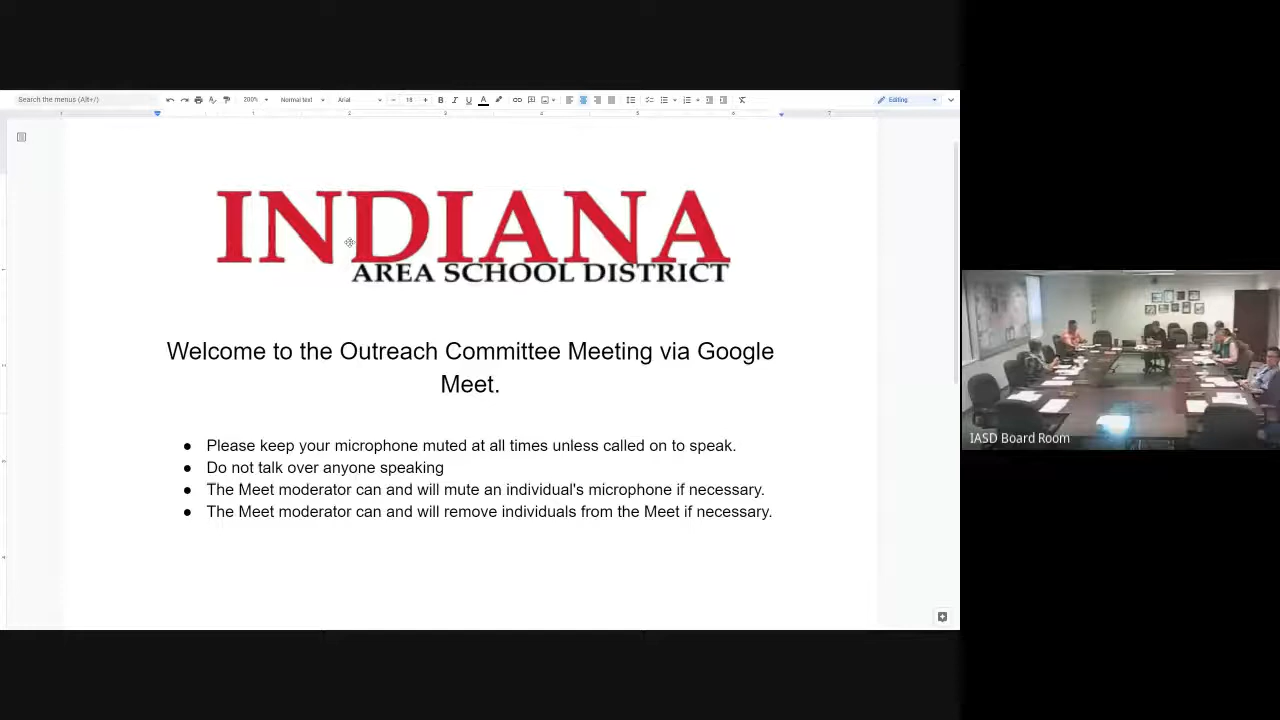 Search the menus (Alt+/)
200%
Normal text
Arial
18
Editing
INDIANA
AREA SCHOOL DISTRICT
Welcome to the Outreach Committee Meeting via Google
Meet.
● Please keep your microphone muted at all times unless called on to speak.
● Do not talk over anyone speaking
● The Meet moderator can and will mute an individual's microphone if necessary.
● The Meet moderator can and will remove individuals from the Meet if necessary.
IASD Board Room